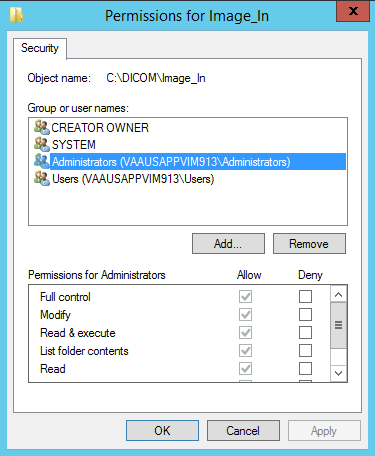 Permissions for Image_In
Security
Object name: C:\DICOM\Image_In
Group or user names:
CREATOR OWNER
SYSTEM
Administrators (VAAUSAPPVIM913\Administrators)
Users (VAAUSAPPVIM913\Users)
Add... Remove
Permissions for Administrators Allow Deny
Full control
Modify
Read & execute
List folder contents
Read
OK Cancel Apply